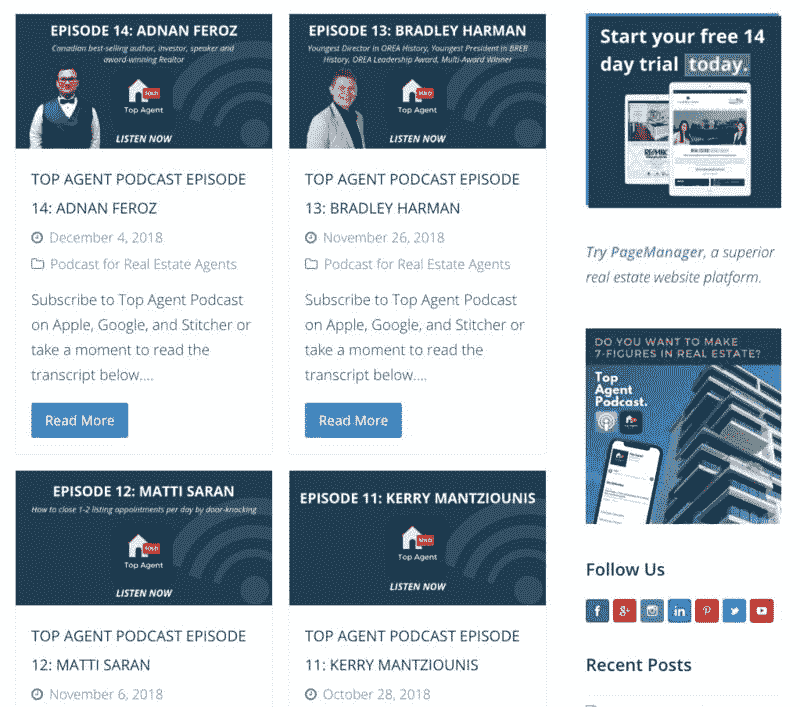 EPISODE 14: ADNAN FEROZ
Canadian best-selling author, investor, speaker and
award-winning Realtor
SOLD
Top Agent
LISTEN NOW
TOP AGENT PODCAST EPISODE
14: ADNAN FEROZ
December 4, 2018
Podcast for Real Estate Agents
Subscribe to Top Agent Podcast
on Apple, Google, and Stitcher or
take a moment to read the
transcript below....
Read More
EPISODE 13: BRADLEY HARMAN
Youngest Director in OREA History, Youngest President in BREB
History, OREA Leadership Award, Multi-Award Winner
SOLD
Top Agent
LISTEN NOW
TOP AGENT PODCAST EPISODE
13: BRADLEY HARMAN
November 26, 2018
Podcast for Real Estate Agents
Subscribe to Top Agent Podcast
on Apple, Google, and Stitcher or
take a moment to read the
transcript below....
Read More
EPISODE 12: MATTI SARAN
How to close 1-2 listing appointments per day by door-knocking
SOLD
Top Agent
LISTEN NOW
TOP AGENT PODCAST EPISODE
12: MATTI SARAN
November 6, 2018
EPISODE 11: KERRY MANTZIOUNIS
SOLD
Top Agent
LISTEN NOW
TOP AGENT PODCAST EPISODE
11: KERRY MANTZIOUNIS
October 28, 2018
Start your free 14
day trial today.
RE/MAX
Try PageManager, a superior
real estate website platform.
DO YOU WANT TO MAKE
7-FIGURES IN REAL ESTATE?
Top
Agent
Podcast.
Follow Us
Recent Posts